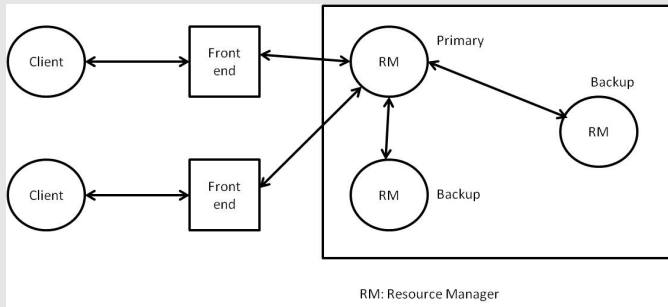 Client
Front
end
RM
Primary
Backup
RM
Client
Front
end
RM
Backup
RM: Resource Manager